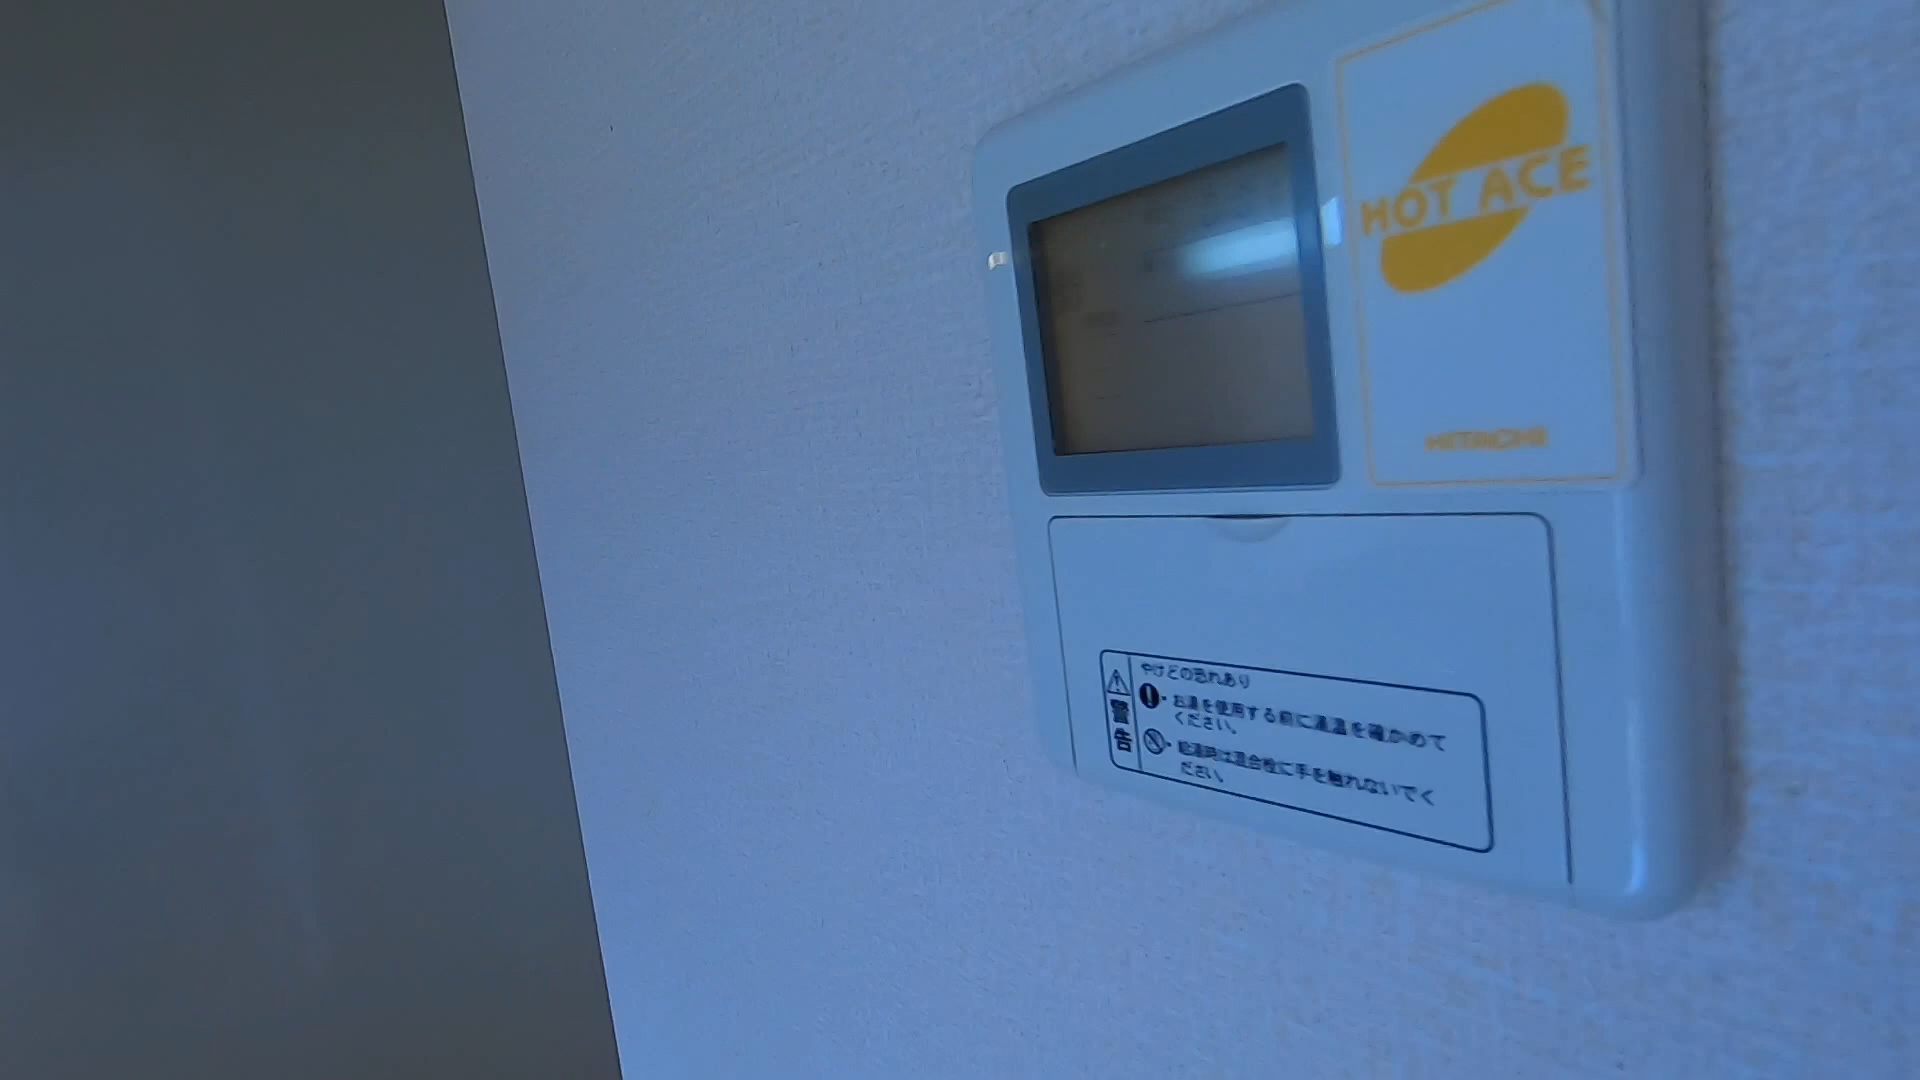 HOT ACE
HITACHI
警告
やけどの恐れあり
お湯を使用する前に湯温を確かめて
ください。
給湯時は混合栓に手を触れないでく
ださい。